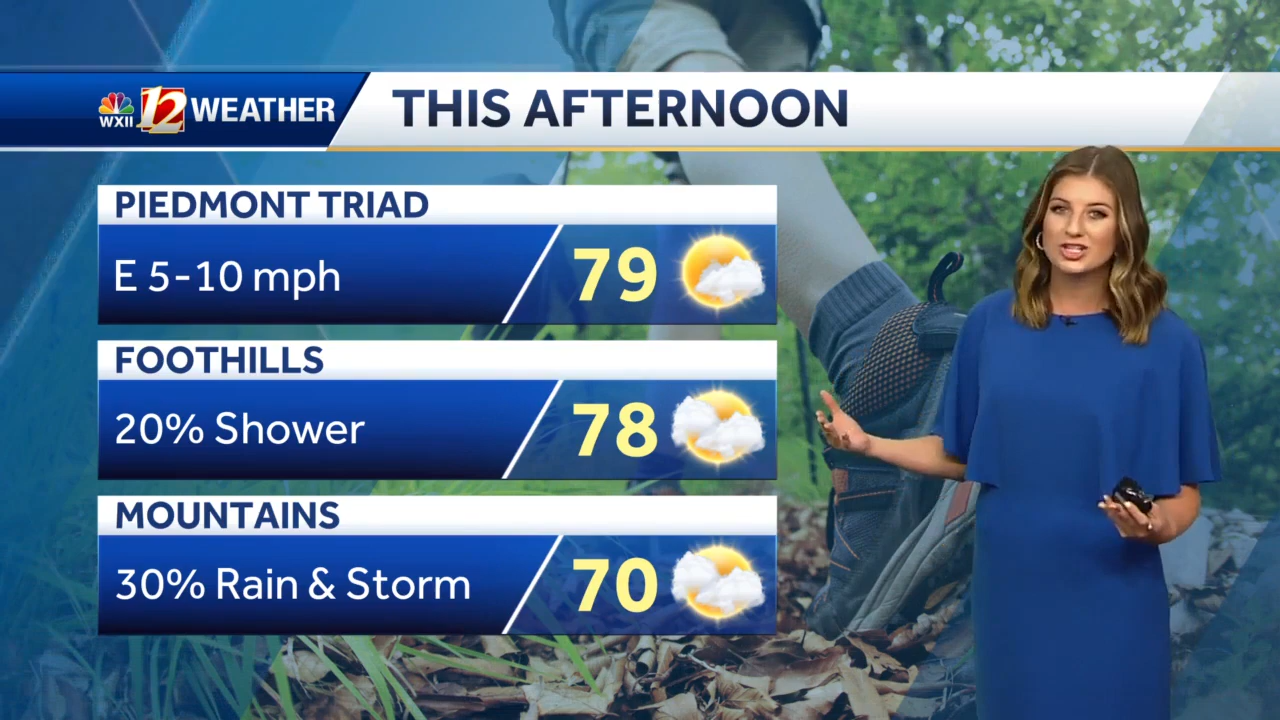 WXII 12 WEATHER
THIS AFTERNOON
PIEDMONT TRIAD
E 5-10 mph
79
FOOTHILLS
20% Shower
78
MOUNTAINS
30% Rain & Storm
70